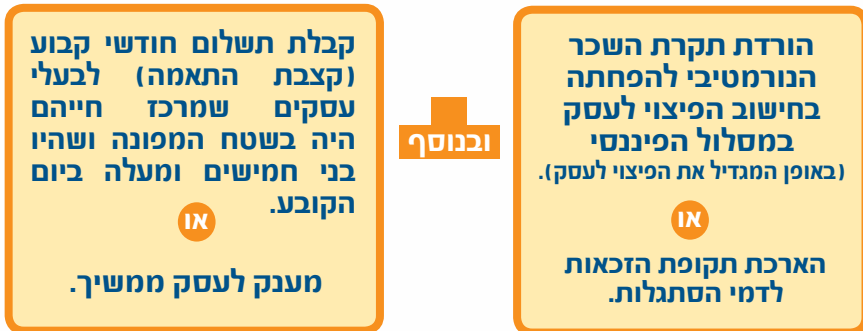 הורדת תקרת השכר
הנורמטיבי להפחתה
בחישוב הפיצוי לעסק
במסלול הפיננסי
(באופן המגדיל את הפיצוי לעסק).
או
הארכת תקופת הזכאות
לדמי הסתגלות.
ובנוסף
קבלת תשלום חודשי קבוע
(קצבת התאמה) לבעלי
עסקים שמרכז חייהם
היה בשטח המפונה ושהיו
בני חמישים ומעלה ביום
הקובע.
או
מענק לעסק ממשיך.